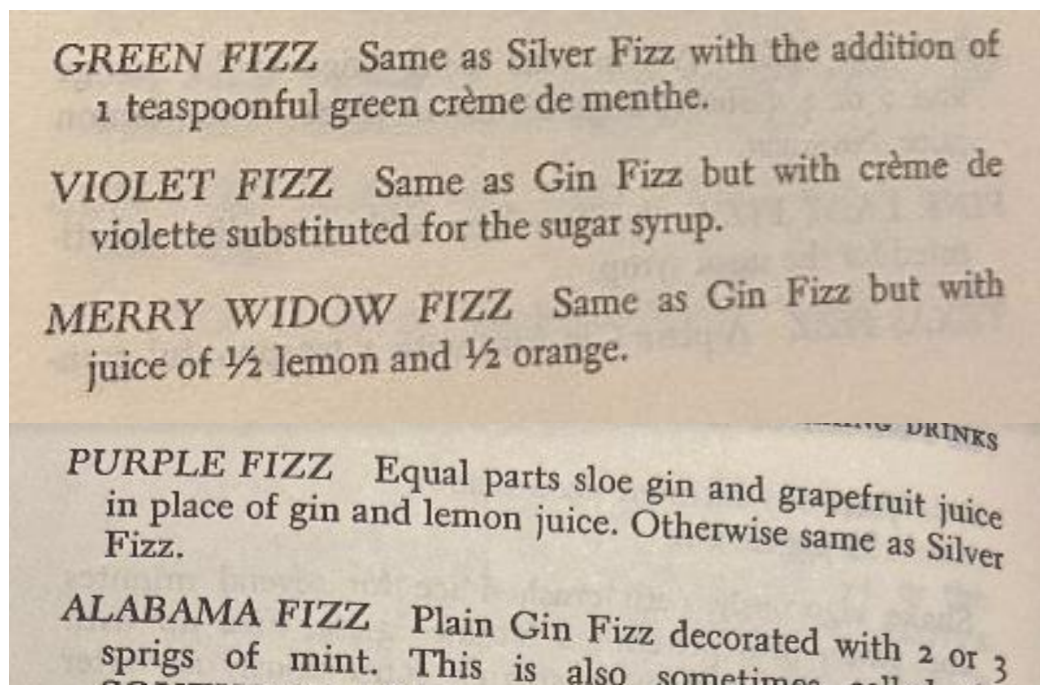 GREEN FIZZ Same as Silver Fizz with the addition of
1 teaspoonful green crème de menthe.
VIOLET FIZZ Same as Gin Fizz but with crème de
violette substituted for the sugar syrup.
MERRY WIDOW FIZZ Same as Gin Fizz but with
juice of ½ lemon and ½ orange.
DRINKS
PURPLE FIZZ Equal parts sloe gin and grapefruit juice
in place of gin and lemon juice. Otherwise same as Silver
Fizz.
ALABAMA FIZZ Plain Gin Fizz decorated with 2 or 3
sprigs of mint. This is also sometimes